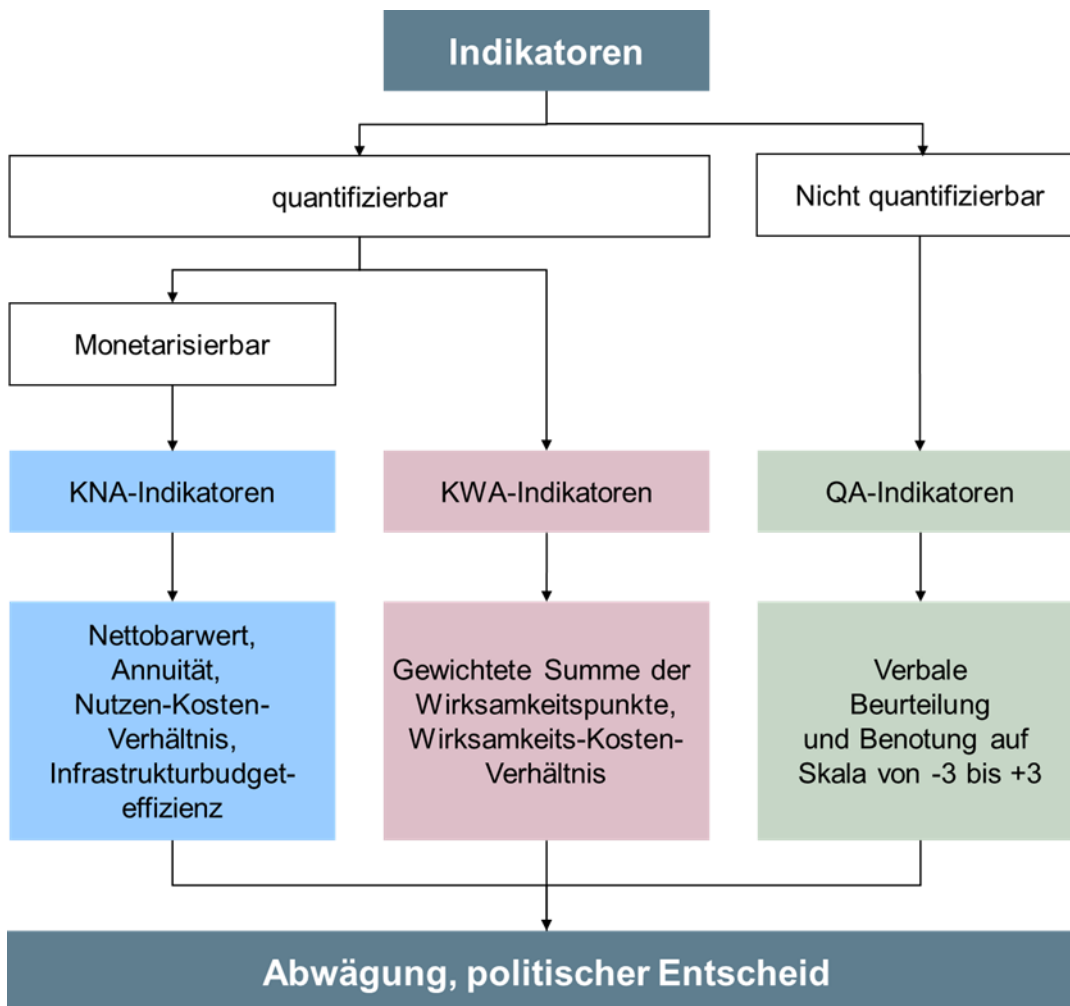 Indikatoren
quantifizierbar
Nicht quantifizierbar
Monetarisierbar
KNA-Indikatoren
KWA-Indikatoren
QA-Indikatoren
Nettobarwert,
Annuität,
Nutzen-Kosten-
Verhältnis,
Infrastrukturbudget-
effizienz
Gewichtete Summe der
Wirksamkeitspunkte,
Wirksamkeits-Kosten-
Verhältnis
Verbale
Beurteilung
und Benotung auf
Skala von -3 bis +3
Abwägung, politischer Entscheid